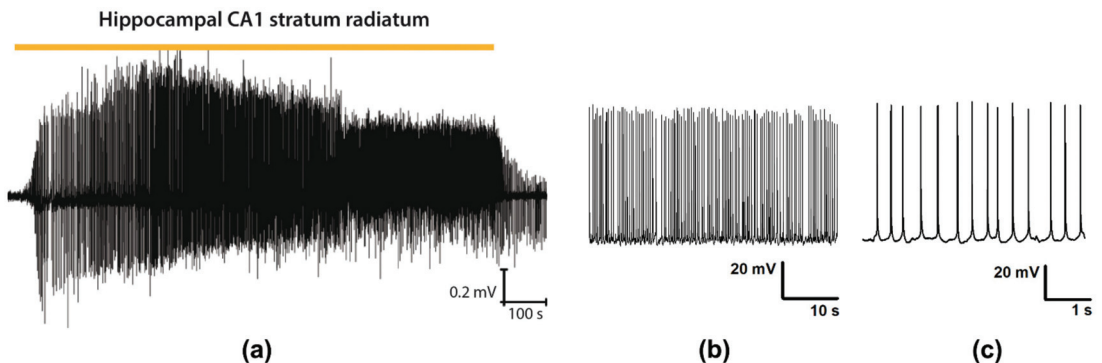 Hippocampal CA1 stratum radiatum
0.2 mV
100 s
20 mV
10 s
20 mV
1 s
(a)
(b)
(c)